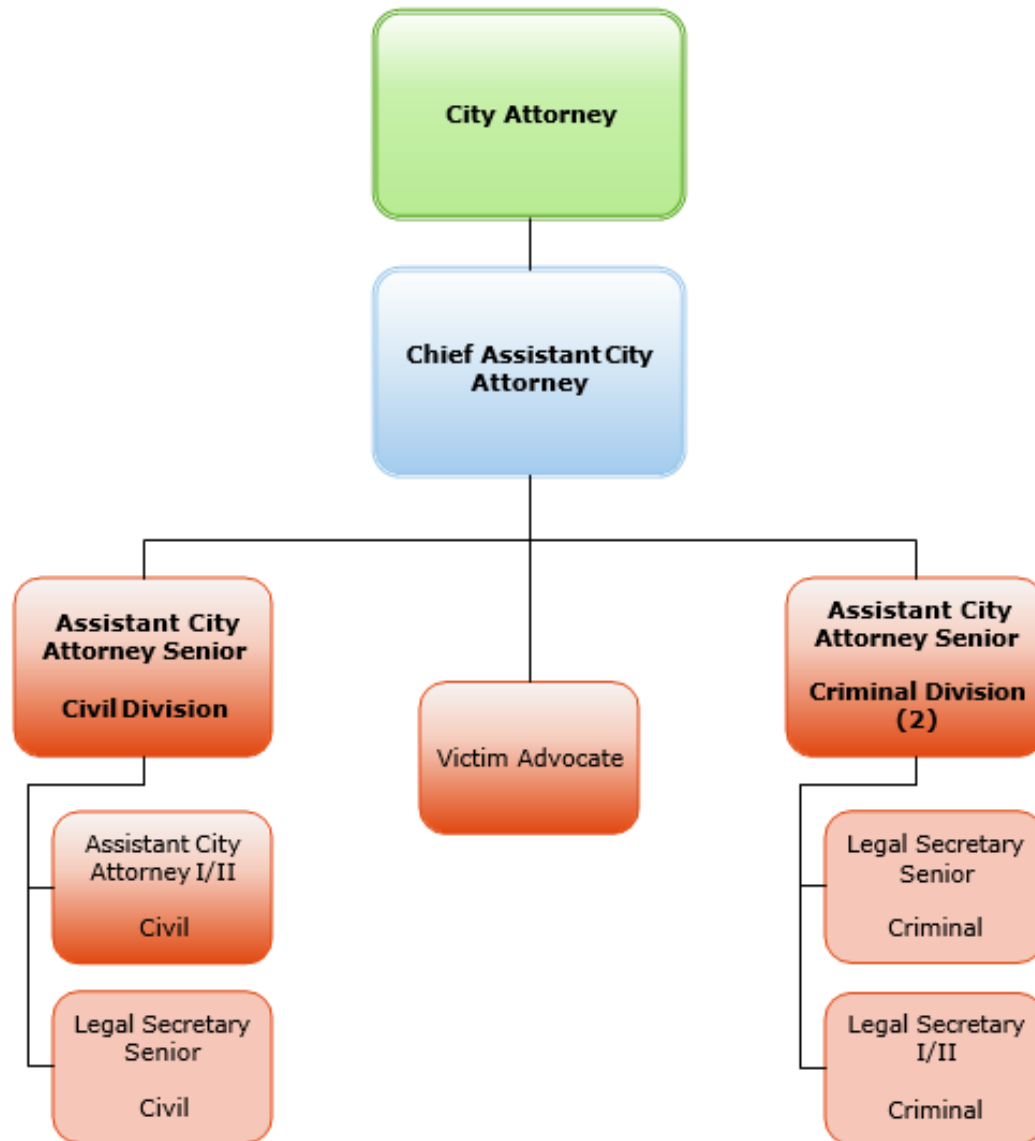 City Attorney
Chief Assistant City
Attorney
Assistant City
Attorney Senior
Civil Division
Victim Advocate
Assistant City
Attorney Senior
Criminal Division
(2)
Assistant City
Attorney I/II
Civil
Legal Secretary
Senior
Civil
Legal Secretary
Senior
Criminal
Legal Secretary
I/II
Criminal